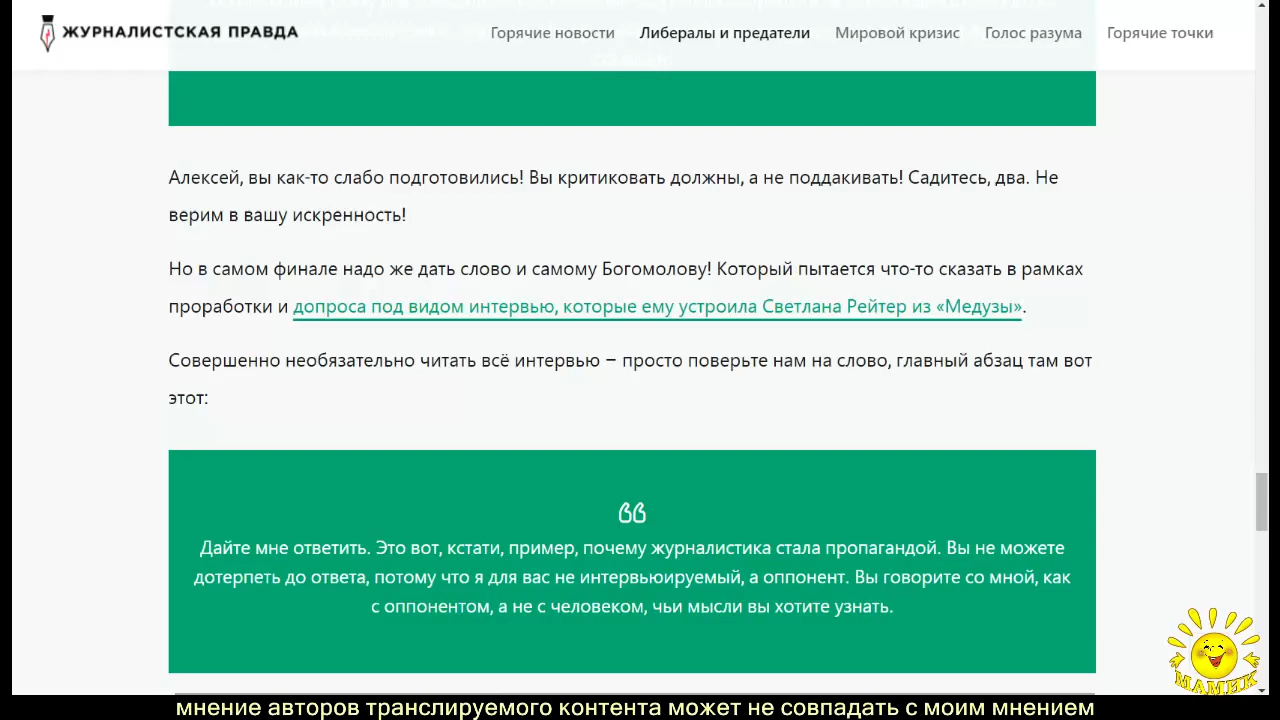 ЖУРНАЛИСТСКАЯ ПРАВДА
Горячие новости Либералы и предатели Мировой кризис Голос разума Горячие точки
Алексей, вы как-то слабо подготовились! Вы критиковать должны, а не поддакивать! Садитесь, два. Не
верим в вашу искренность!
Но в самом финале надо же дать слово и самому Богомолову! Который пытается что-то сказать в рамках
проработки и допроса под видом интервью, которые ему устроила Светлана Рейтер из «Медузы».
Совершенно необязательно читать всё интервью – просто поверьте нам на слово, главный абзац там вот
этот:
Дайте мне ответить. Это вот, кстати, пример, почему журналистика стала пропагандой. Вы не можете
дотерпеть до ответа, потому что я для вас не интервьюируемый, а оппонент. Вы говорите со мной, как
с оппонентом, а не с человеком, чьи мысли вы хотите узнать.
МАМИК
мнение авторов транслируемого контента может не совпадать с моим мнением